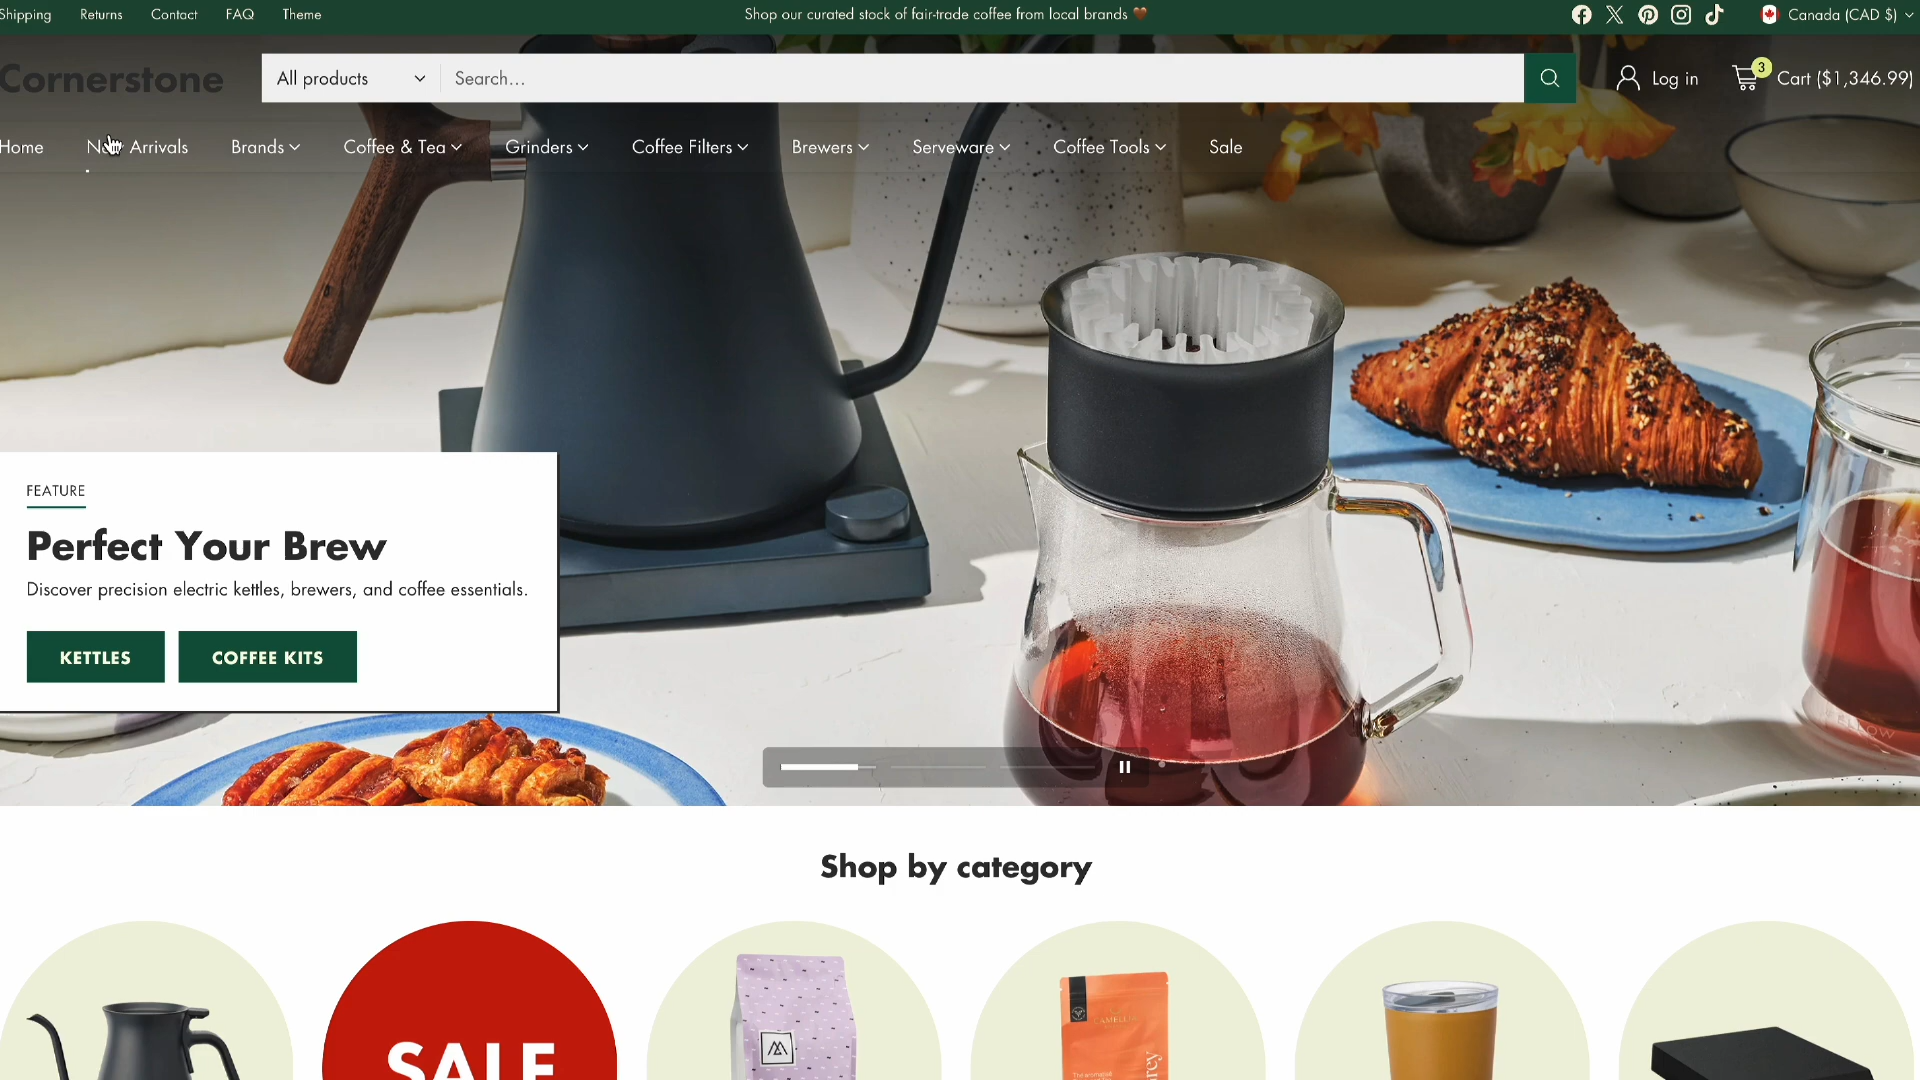 Shipping Returns Contact FAQ Theme
Shop our curated stock of fair-trade coffee from local brands
Canada (CAD $)
Cornerstone
All products
Search...
Log in
3
Cart ($1,346.99)
Home
New Arrivals
Brands
Coffee & Tea
Grinders
Coffee Filters
Brewers
Serveware
Coffee Tools
Sale
FEATURE
Perfect Your Brew
Discover precision electric kettles, brewers, and coffee essentials.
KETTLES
COFFEE KITS
Shop by category
SALE